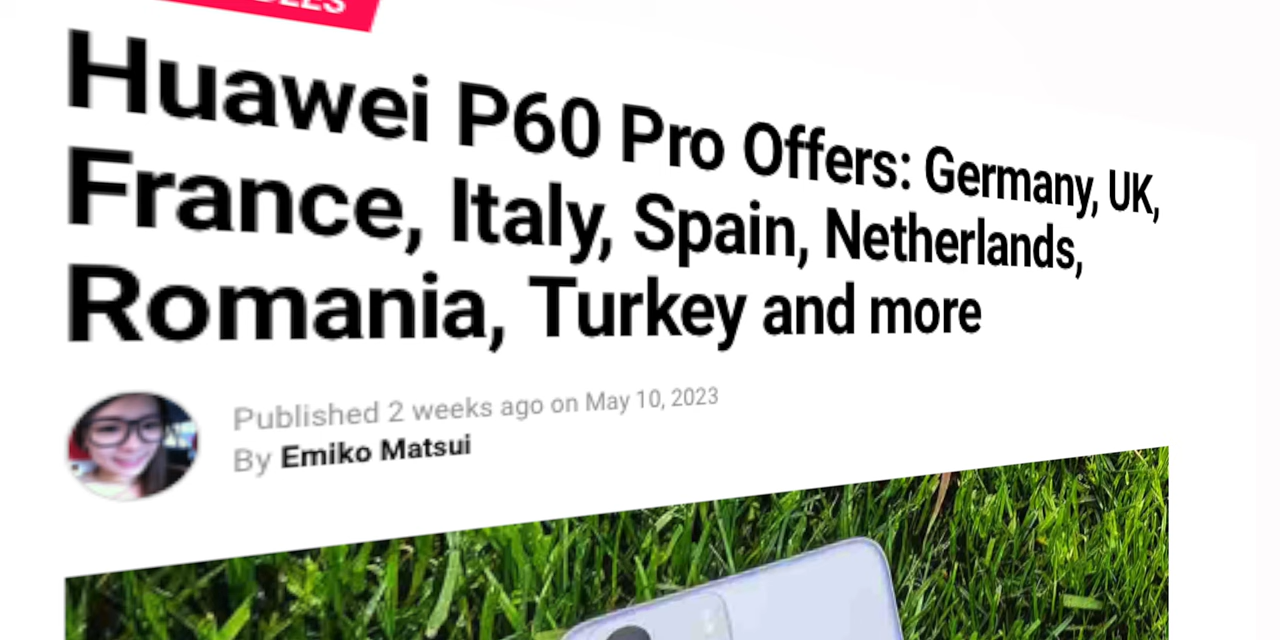 Huawei P60 Pro Offers: Germany, UK,
France, Italy, Spain, Netherlands,
Romania, Turkey and more
Published 2 weeks ago on May 10, 2023
By Emiko Matsui